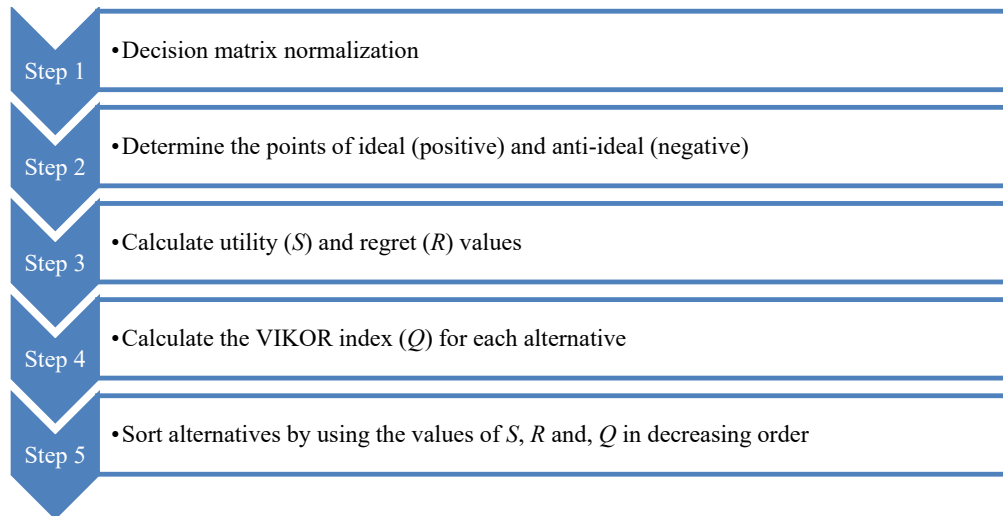 Step 1
•Decision matrix normalization
Step 2
•Determine the points of ideal (positive) and anti-ideal (negative)
Step 3
•Calculate utility (S) and regret (R) values
Step 4
•Calculate the VIKOR index (Q) for each alternative
Step 5
•Sort alternatives by using the values of S, R and, Q in decreasing order